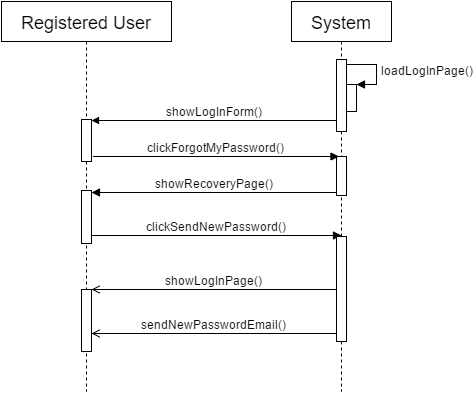 Registered User
System
loadLogInPage()
showLogInForm()
clickForgotMyPassword()
showRecoveryPage()
clickSendNewPassword()
showLogInPage()
sendNewPasswordEmail()